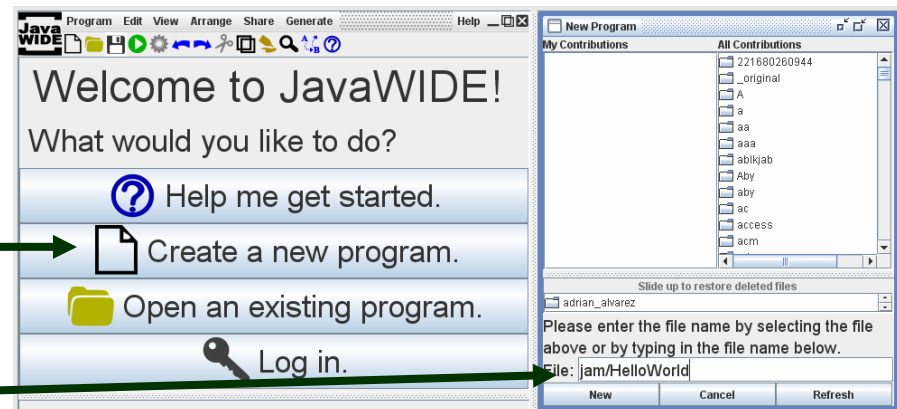 Java WIDE
Program Edit View Arrange Share Generate Help
Welcome to JavaWIDE!
What would you like to do?
Help me get started.
Create a new program.
Open an existing program.
Log in.
New Program
My Contributions All Contributions
221680260944
_original
A
a
aa
aaa
ablkjab
Aby
aby
ac
access
acm
Slide up to restore deleted files
adrian_alvarez
Please enter the file name by selecting the file
above or by typing in the file name below.
File: jam/HelloWorld
New Cancel Refresh